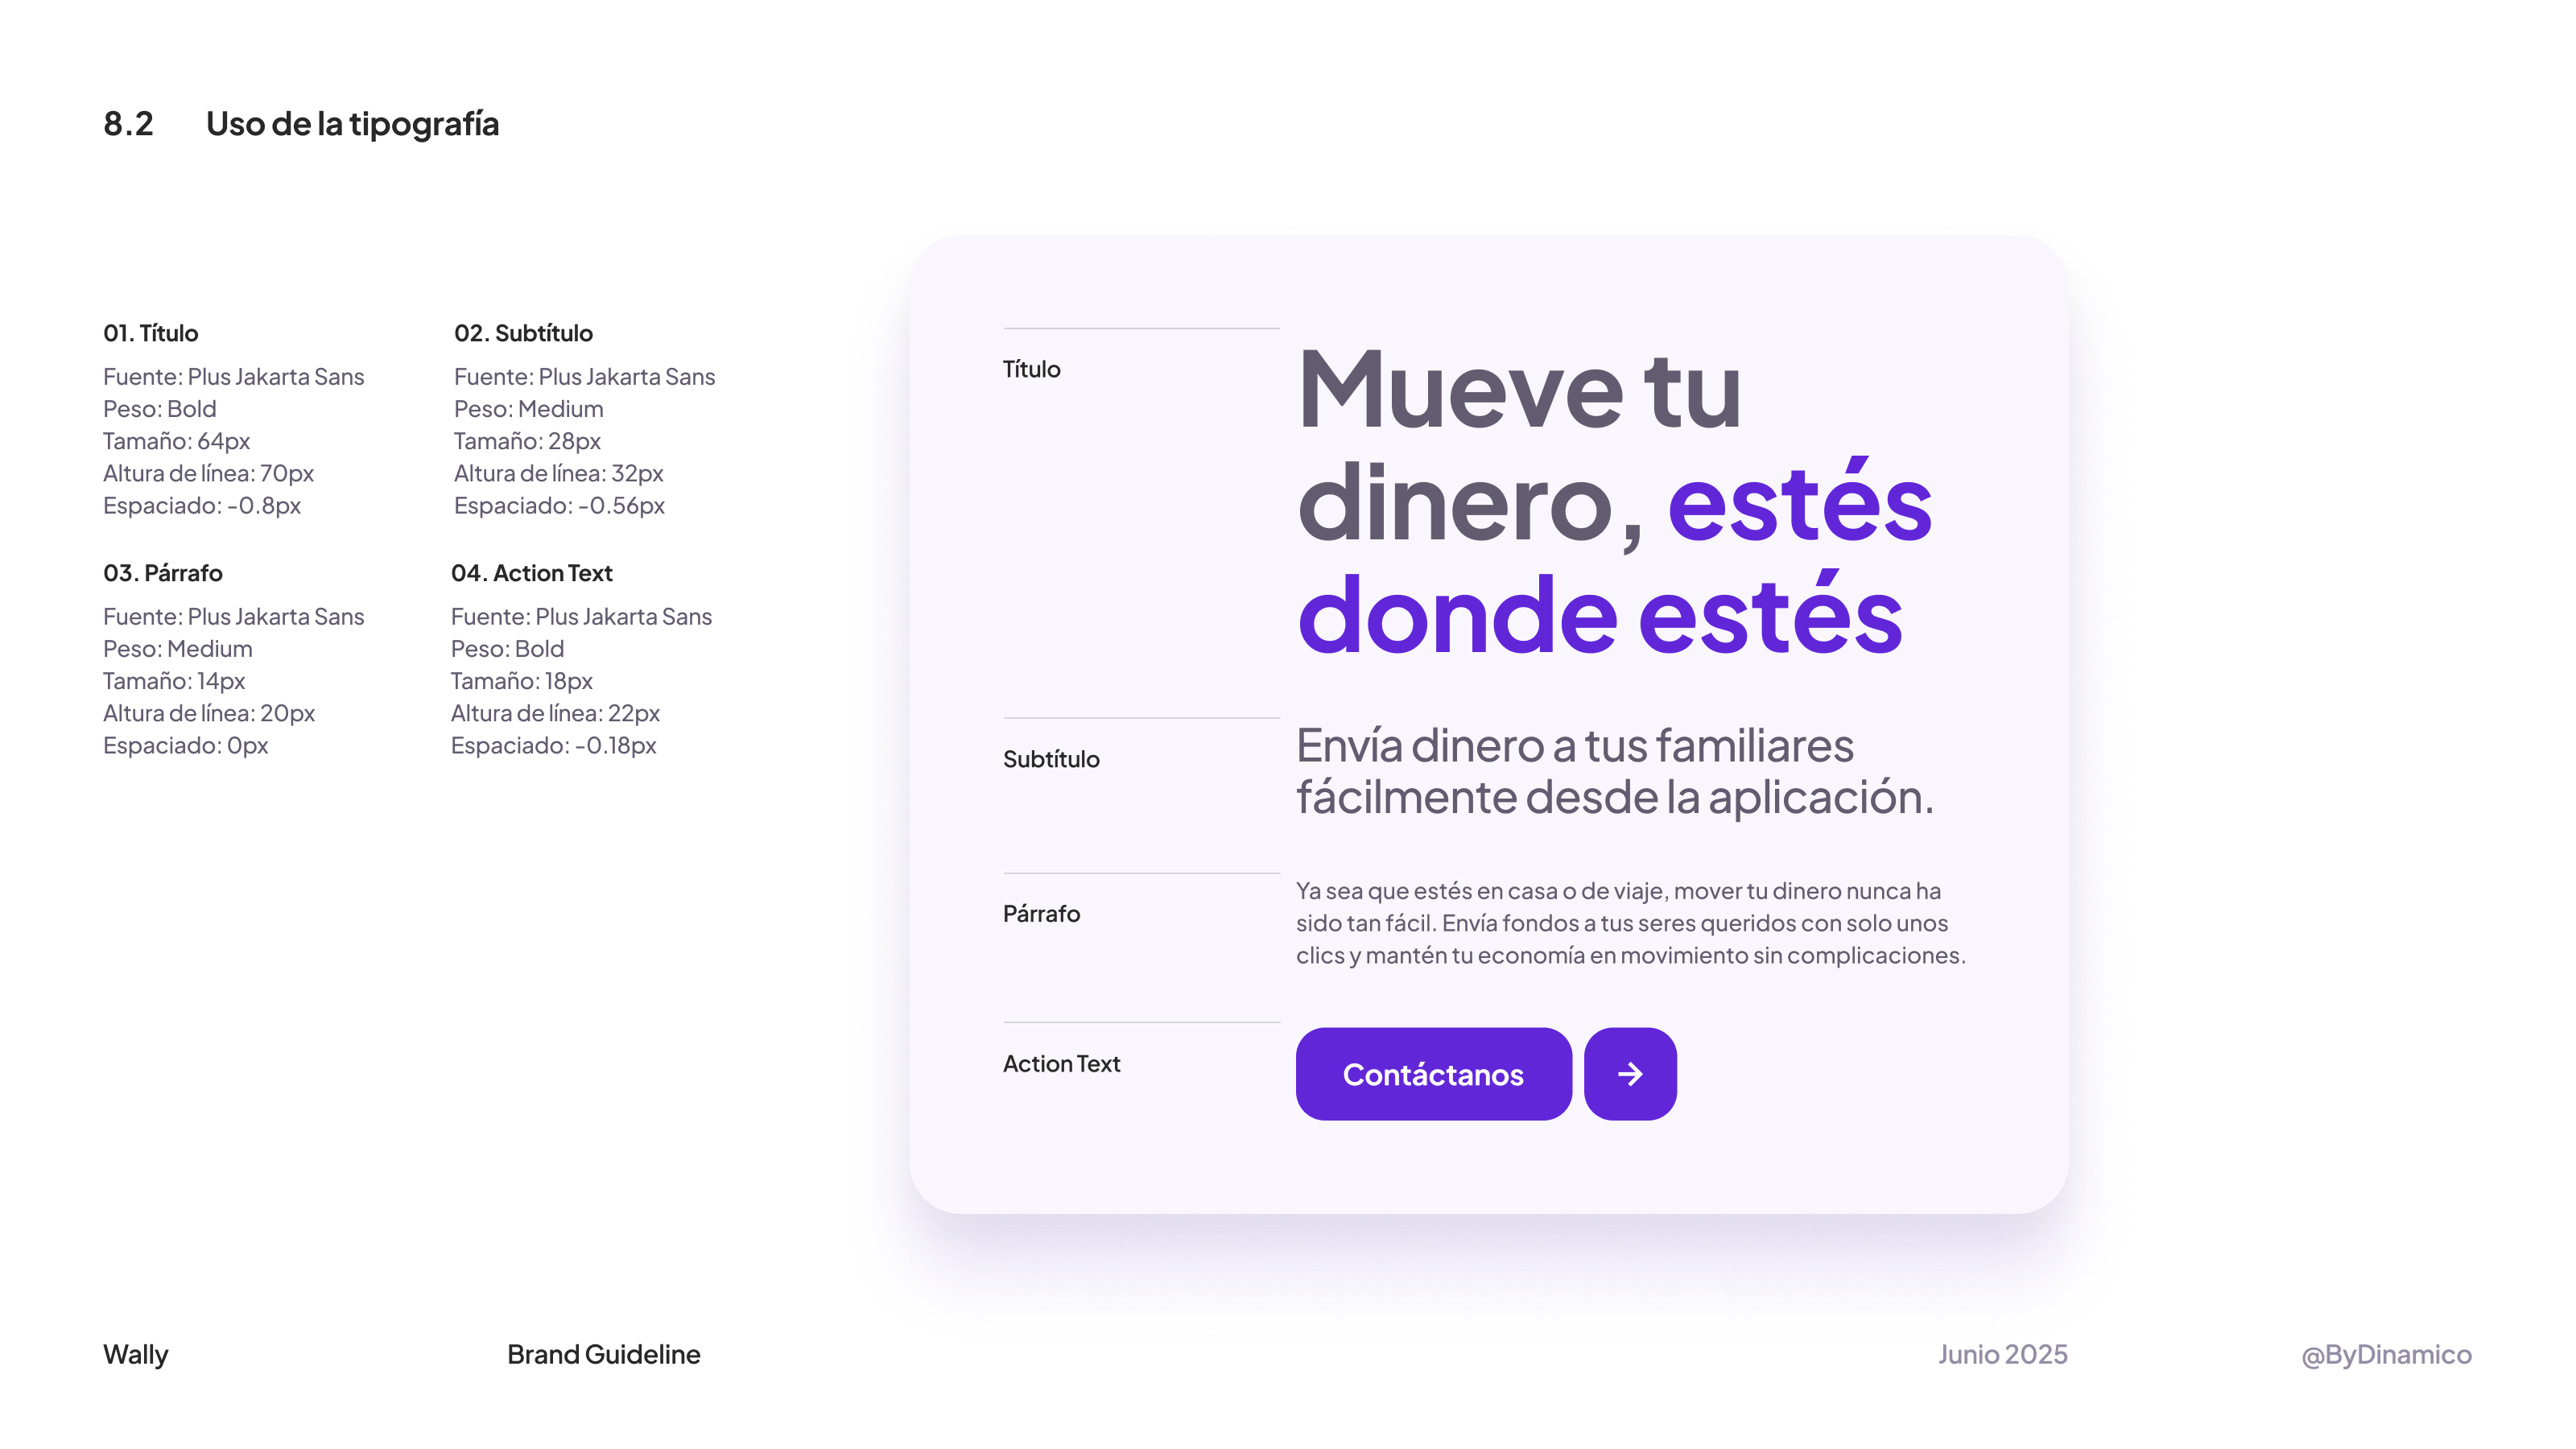 8.2 Uso de la tipografía
01. Título
Fuente: Plus Jakarta Sans
Peso: Bold
Tamaño: 64px
Altura de línea: 70px
Espaciado: -0.8px
02. Subtítulo
Fuente: Plus Jakarta Sans
Peso: Medium
Tamaño: 28px
Altura de línea: 32px
Espaciado: -0.56px
03. Párrafo
Fuente: Plus Jakarta Sans
Peso: Medium
Tamaño: 14px
Altura de línea: 20px
Espaciado: 0px
04. Action Text
Fuente: Plus Jakarta Sans
Peso: Bold
Tamaño: 18px
Altura de línea: 22px
Espaciado: -0.18px
Título
Mueve tu
dinero, estés
donde estés
Subtítulo
Envía dinero a tus familiares
fácilmente desde la aplicación.
Párrafo
Ya sea que estés en casa o de viaje, mover tu dinero nunca ha
sido tan fácil. Envía fondos a tus seres queridos con solo unos
clics y mantén tu economía en movimiento sin complicaciones.
Action Text
Contáctanos →
Wally
Brand Guideline
Junio 2025
@ByDinamico